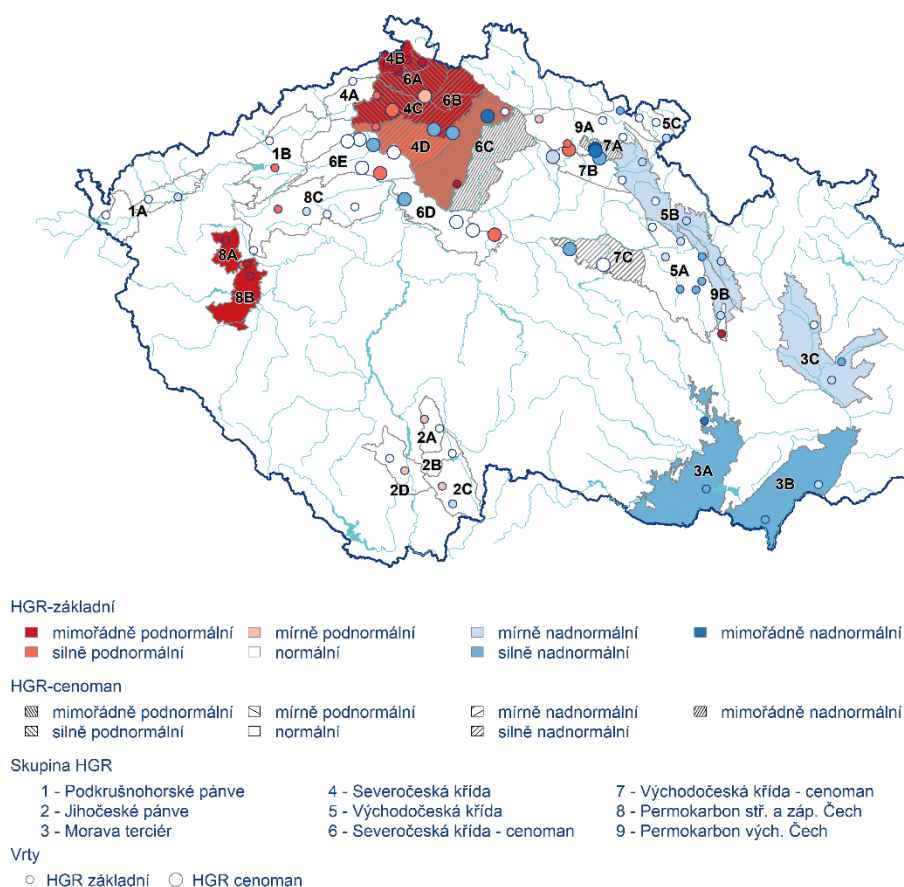 4B
6A
4A
4C
6B
9A
5C
4D
6C
7A
1B
6E
7B
8C
1A
6D
5B
8A
7C
5A
8B
9B
3C
2A
2B
3A
3B
2D
2C
HGR-základní
mimořádně podnormální mírně podnormální mírně nadnormální mimořádně nadnormální
silně podnormální normální silně nadnormální
HGR-cenoman
mimořádně podnormální mírně podnormální mírně nadnormální mimořádně nadnormální
silně podnormální normální silně nadnormální
Skupina HGR
1 - Podkrušnohorské pánve 4 - Severočeská křída 7 - Východočeská křída - cenoman
2 - Jihočeské pánve 5 - Východočeská křída 8 - Permokarbon stř. a záp. Čech
3 - Morava terciér 6 - Severočeská křída - cenoman 9 - Permokarbon vých. Čech
Vrty
HGR základní HGR cenoman